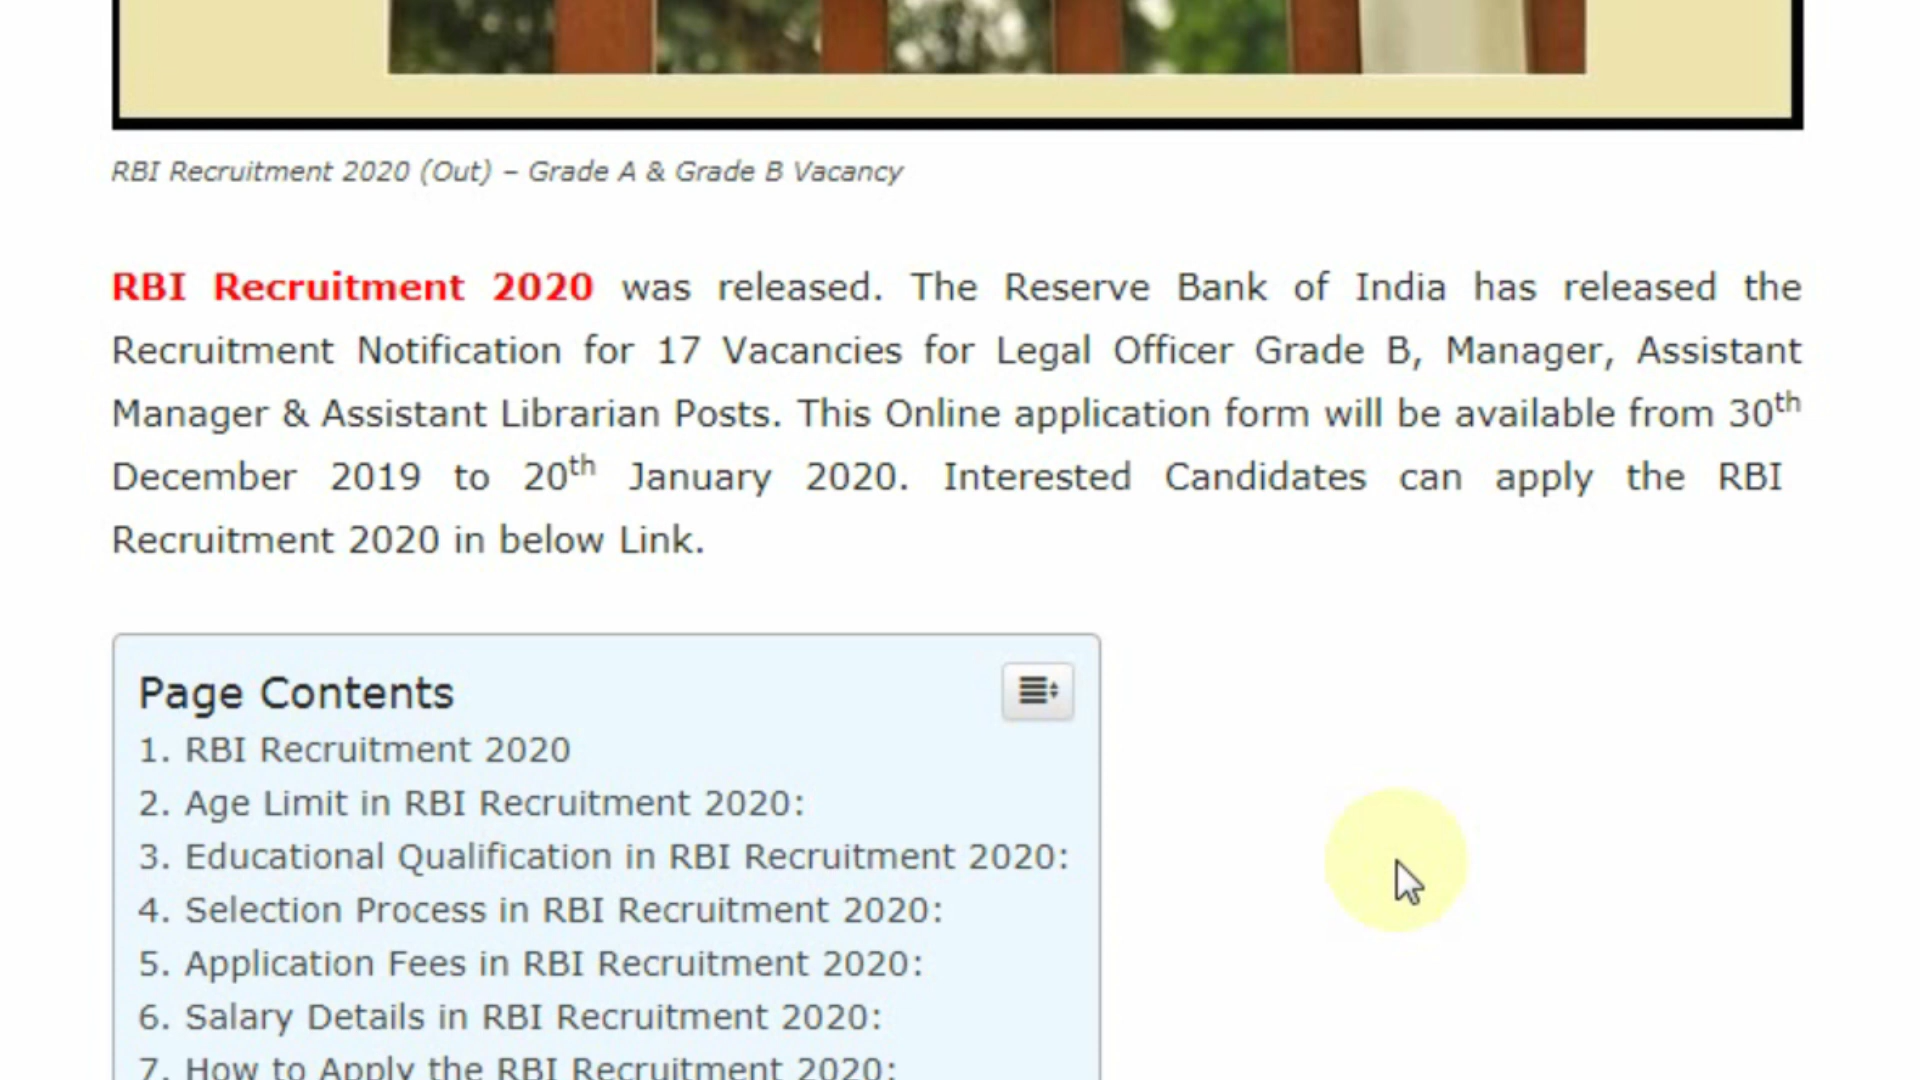 RBI Recruitment 2020 (Out) – Grade A & Grade B Vacancy
RBI Recruitment 2020 was released. The Reserve Bank of India has released the
Recruitment Notification for 17 Vacancies for Legal Officer Grade B, Manager, Assistant
Manager & Assistant Librarian Posts. This Online application form will be available from 30th
December 2019 to 20th January 2020. Interested Candidates can apply the RBI
Recruitment 2020 in below Link.
Page Contents
1. RBI Recruitment 2020
2. Age Limit in RBI Recruitment 2020:
3. Educational Qualification in RBI Recruitment 2020:
4. Selection Process in RBI Recruitment 2020:
5. Application Fees in RBI Recruitment 2020:
6. Salary Details in RBI Recruitment 2020:
7. How to Apply the RBI Recruitment 2020: